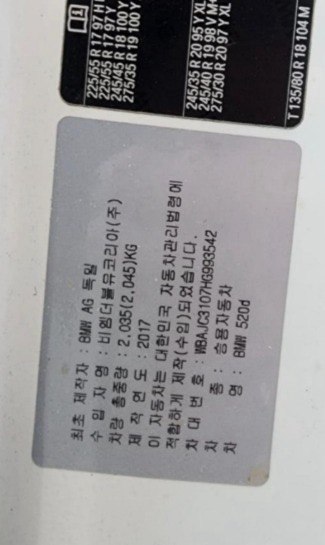 225/55 R 17 97
225/55 R 17 97
245/45 R 18 100 Y
275/35 R 19 100 Y
245/35 R 20 95 Y XL
245/40 R 19 98 V M+S
275/30 R 20 97 Y XL
T 135/80 R 18 104 M
최초 제작자 : BMW AG 독일
수 입 자 명 : 비엠더블유코리아(주)
차량 총중량 : 2,035(2,045)KG
제 작 연 도 : 2017
이 자동차는 대한민국 자동차관리법령에
적합하게 제작(수입)되었습니다.
차 대 번 호 : WBAJC3107HG993542
차 종 : 승용자동차
차 명 : BMW 520d